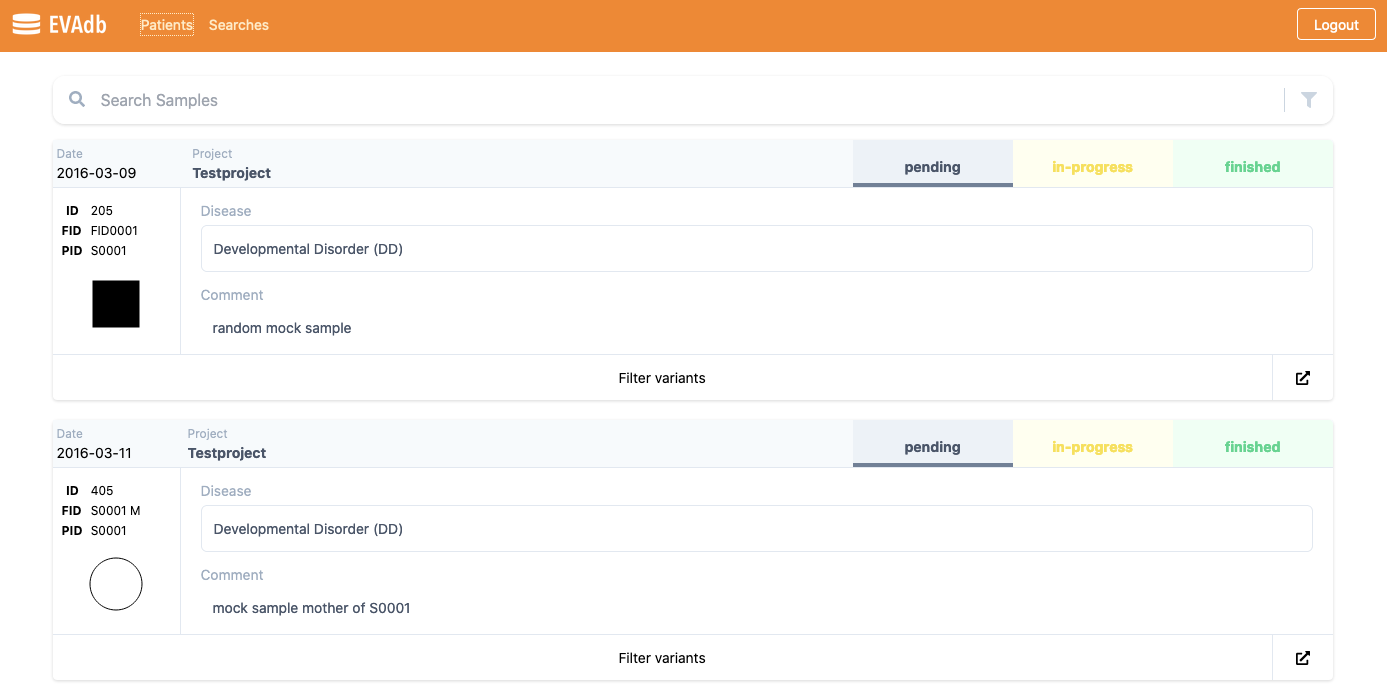 EVAdb Patients Searches Logout
Search Samples
Date Project
2016-03-09 Testproject pending in-progress finished
ID 205
FID FID0001
PID S0001
Disease
Developmental Disorder (DD)
Comment
random mock sample
Filter variants
Date Project
2016-03-11 Testproject pending in-progress finished
ID 405
FID S0001 M
PID S0001
Disease
Developmental Disorder (DD)
Comment
mock sample mother of S0001
Filter variants